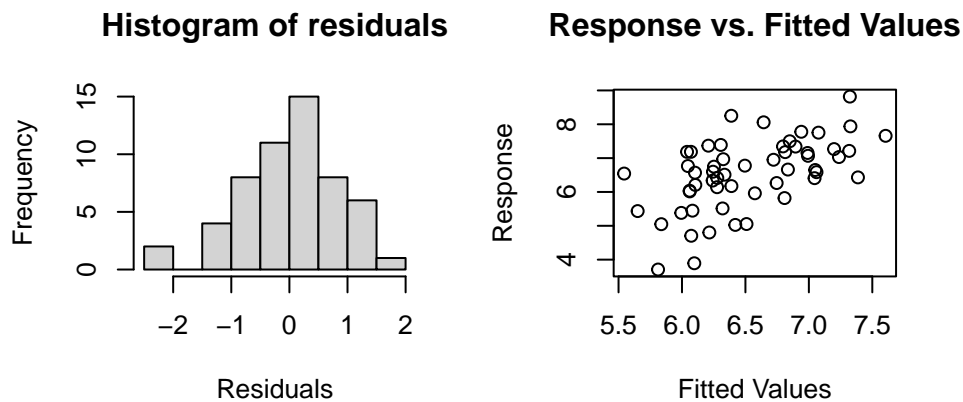 Histogram of residuals
Frequency
15
10
5
0
−2 −1 0 1 2
Residuals
Response vs. Fitted Values
Response
8
6
4
5.5 6.0 6.5 7.0 7.5
Fitted Values